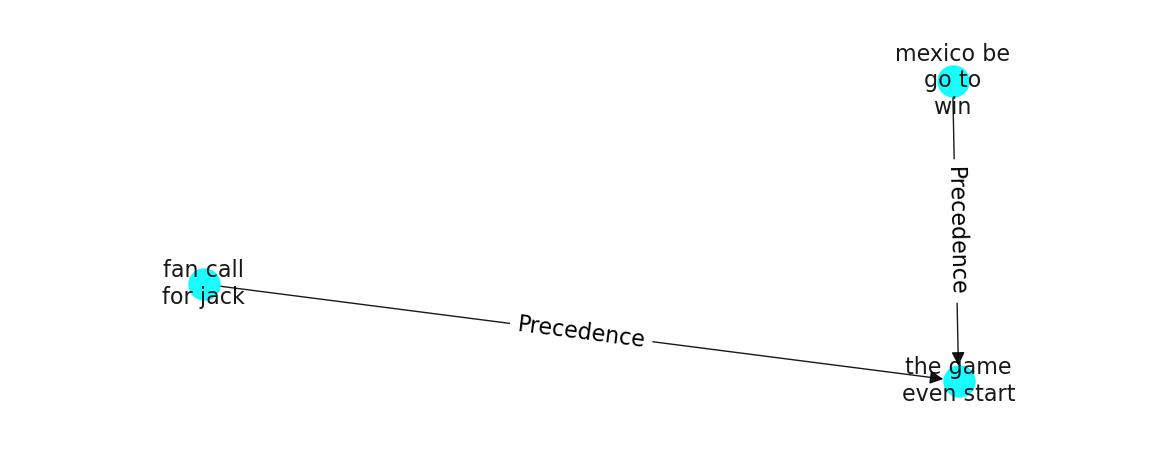 mexico be
go to
win
Precedence
fan call
for jack
Precedence
the game
even start